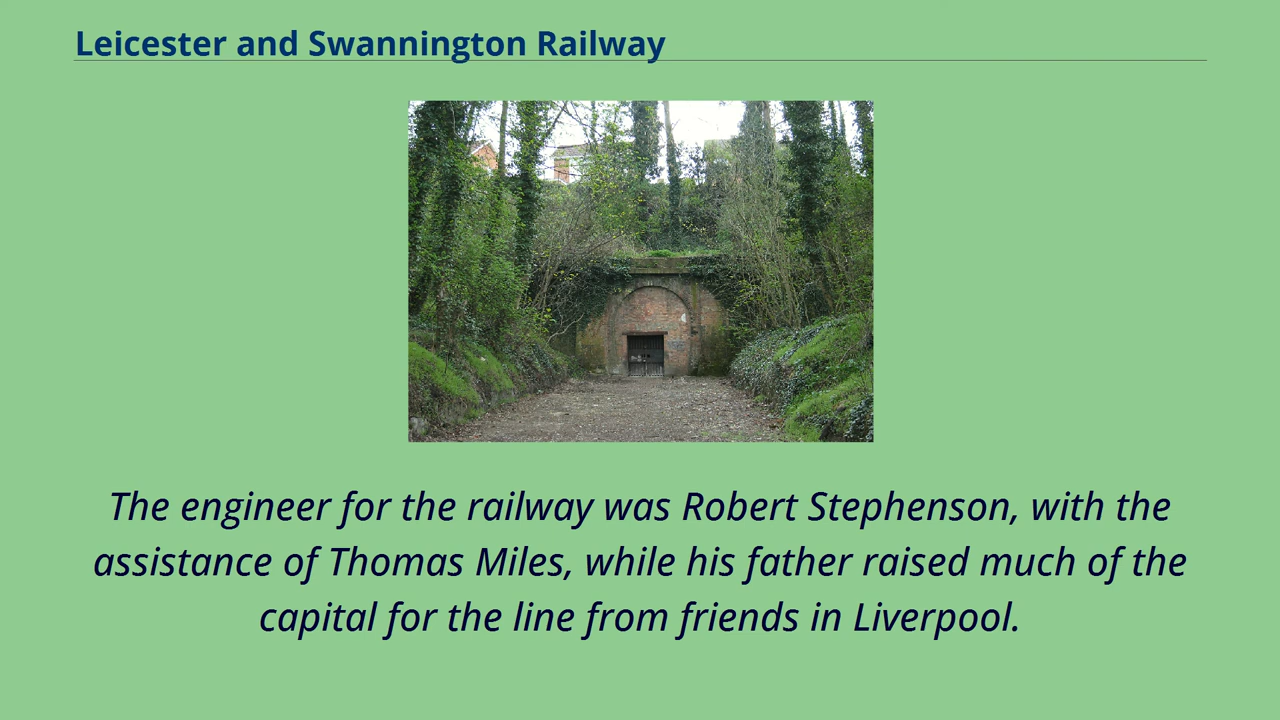 Leicester and Swannington Railway
The engineer for the railway was Robert Stephenson, with the
assistance of Thomas Miles, while his father raised much of the
capital for the line from friends in Liverpool.